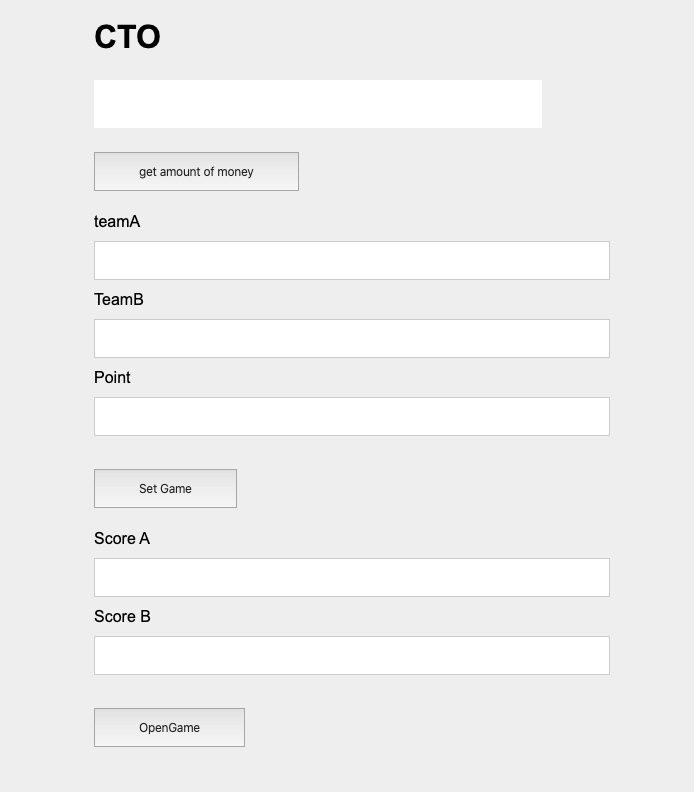 CTO
get amount of money
teamA
TeamB
Point
Set Game
Score A
Score B
OpenGame